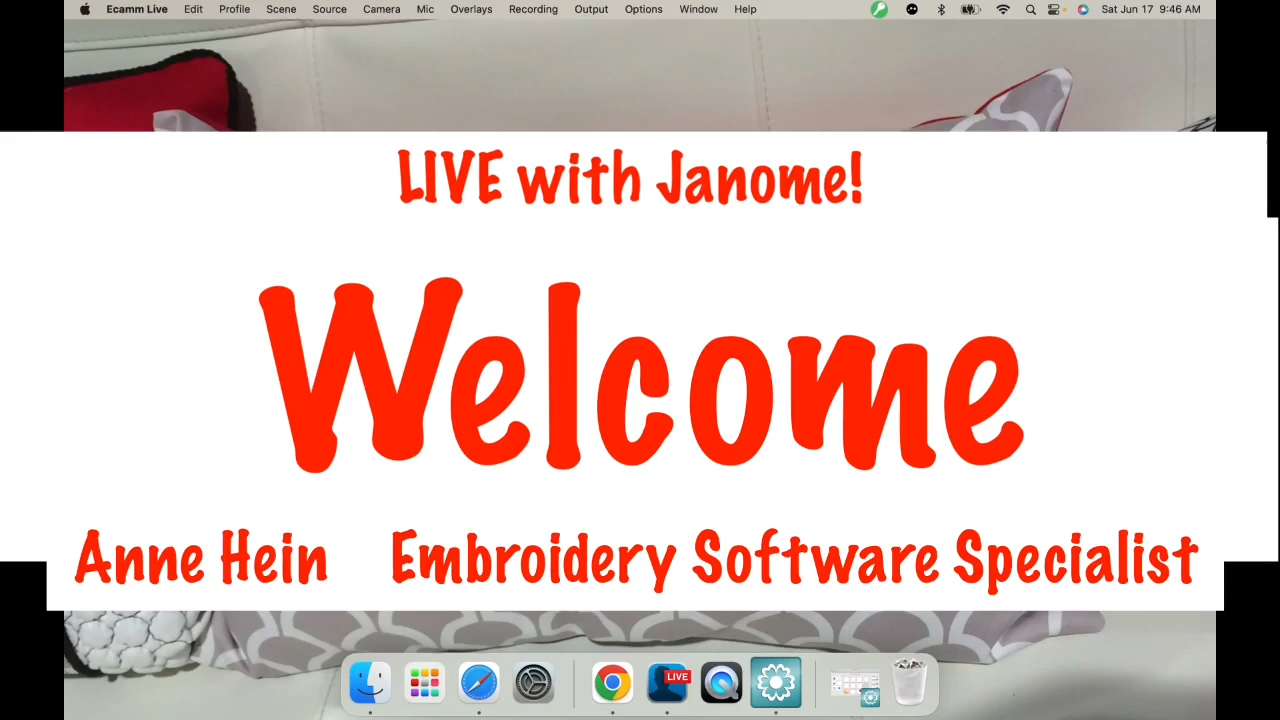 Ecamm Live Edit Profile Scene Source Camera Mic Overlays Recording Output Options Window Help Sat Jun 17 9:46 AM
LIVE with Janome!
Welcome
Anne Hein Embroidery Software Specialist
LIVE